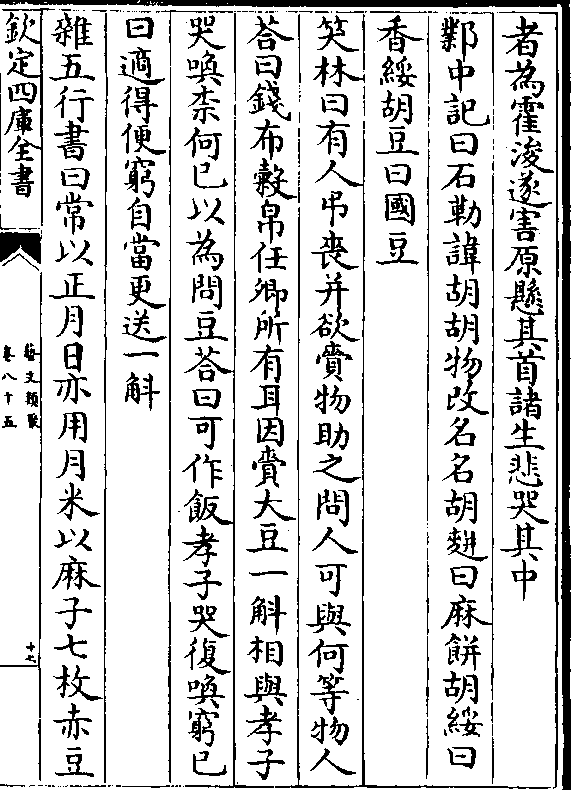 者為霍浚遂害原懸其首諸生悲哭其中
鄴中記曰石勒諱胡胡物改名名胡䴵曰麻餅胡綏曰
香綏胡豆曰國豆
笑林曰有人弔喪并欲賫物助之問人可與何等物人
荅曰錢布穀帛任卿所有耳因賫大豆一斛相與孝子
哭喚柰何已以為問豆荅曰可作飯孝子哭復喚窮已
曰適得便窮自當更送一斛
雜五行書曰常以正月日亦用月米以麻子七枚赤豆
欽定四庫全書
藝文類聚
卷八十五
十七